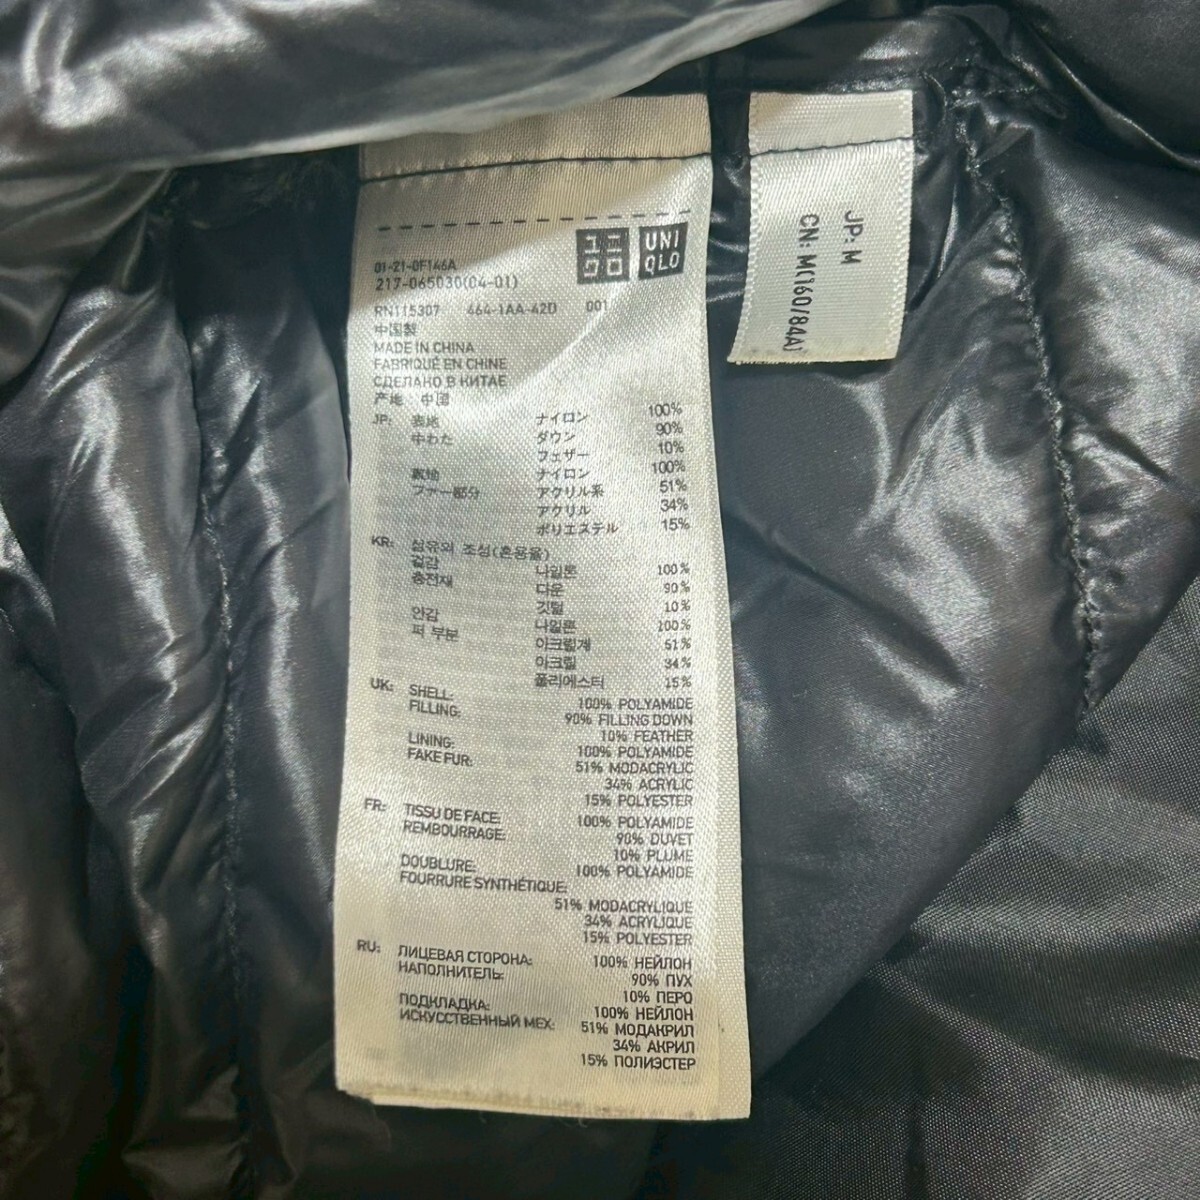 ユニ
クロ
UNI
QLO
01-21-0F146A
217-065030(04-01)
RN115307 464-1AA-42D 001
中国製
MADE IN CHINA
FABRIQUÉ EN CHINE
СДЕЛАНО В КИТАЕ
产地 中国
JP: 表地 ナイロン 100%
中わた ダウン 90%
フェザー 10%
裏地 ナイロン 100%
ファー部分 アクリル系 51%
アクリル 34%
ポリエステル 15%
KR: 섬유의 조성(혼용율)
겉감 나일론 100%
충전재 다운 90%
깃털 10%
안감 나일론 100%
퍼 부분 아크릴계 51%
아크릴 34%
폴리에스터 15%
UK: SHELL: 100% POLYAMIDE
FILLING: 90% FILLING DOWN
10% FEATHER
LINING: 100% POLYAMIDE
FAKE FUR: 51% MODACRYLIC
34% ACRYLIC
15% POLYESTER
FR: TISSU DE FACE: 100% POLYAMIDE
REMBOURRAGE: 90% DUVET
10% PLUME
DOUBLURE: 100% POLYAMIDE
FOURRURE SYNTHÉTIQUE:
51% MODACRYLIQUE
34% ACRYLIQUE
15% POLYESTER
RU: ЛИЦЕВАЯ СТОРОНА: 100% НЕЙЛОН
НАПОЛНИТЕЛЬ: 90% ПУХ
10% ПЕРО
ПОДКЛАДКА: 100% НЕЙЛОН
ИСКУССТВЕННЫЙ МЕХ: 51% МОДАКРИЛ
34% АКРИЛ
15% ПОЛИЭСТЕР
JP: M
CN: M(160/84A)